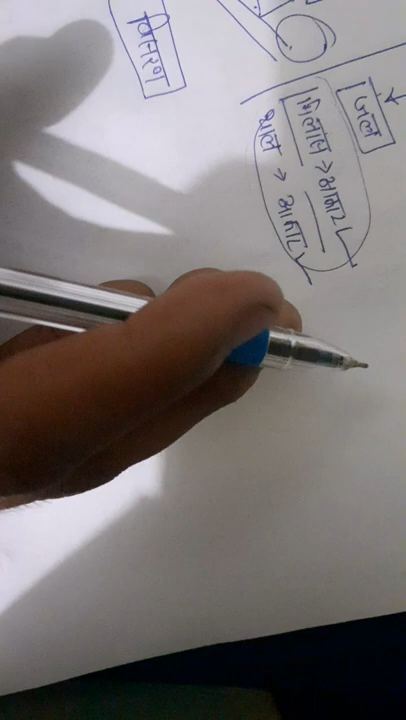 वितरण
जल
गिलास > आकार
थाल > आकार